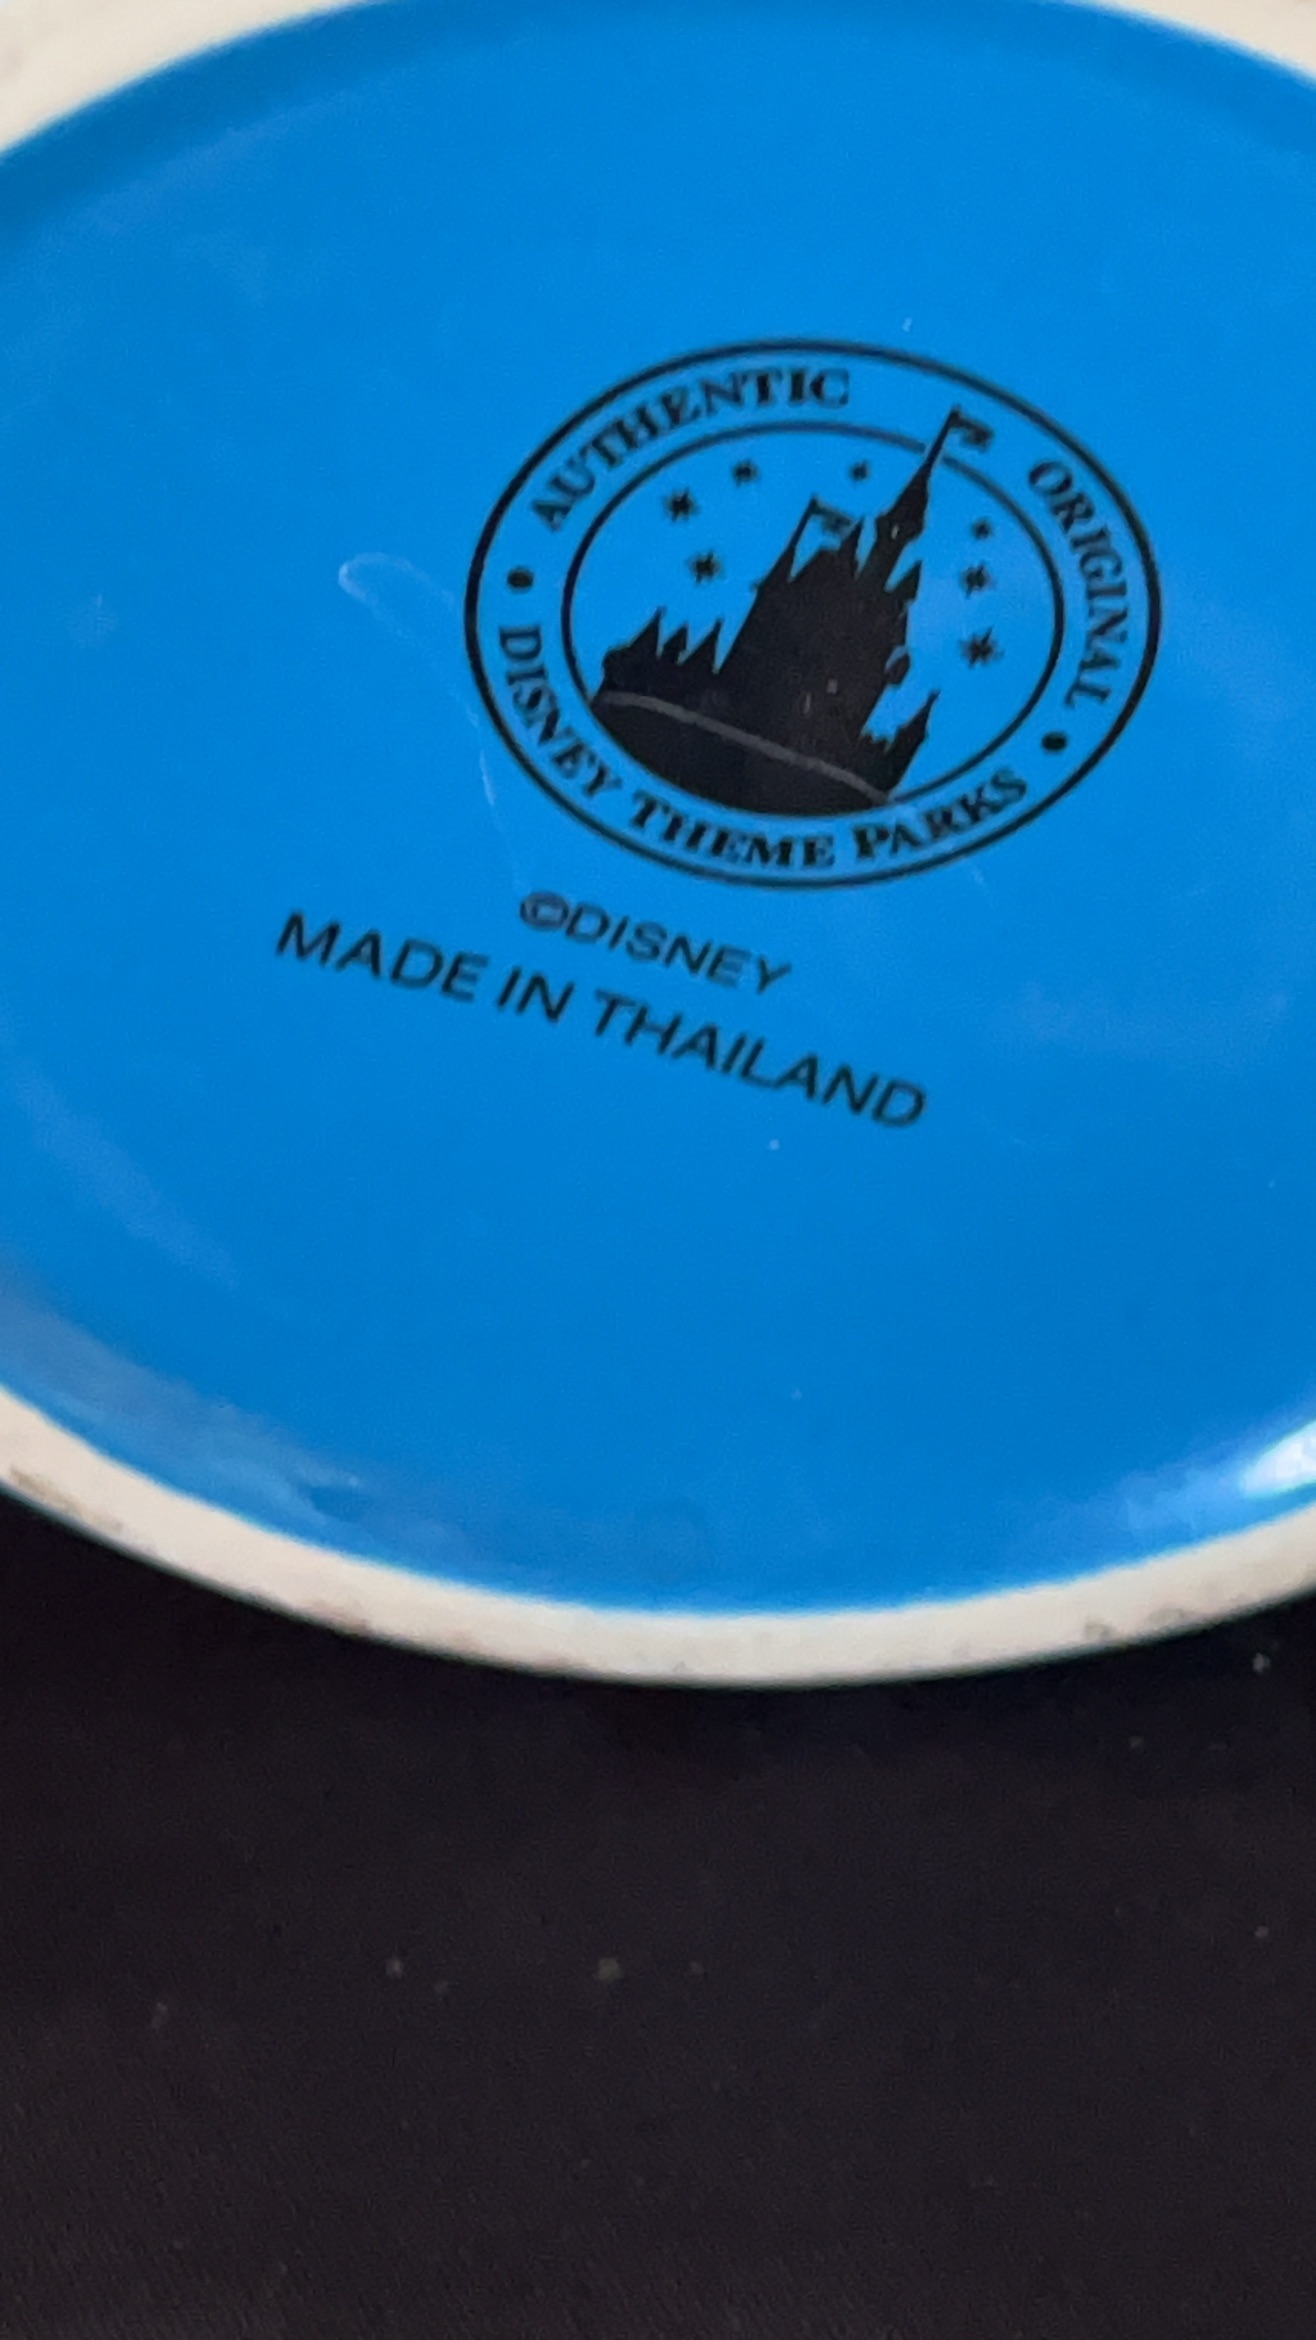 AUTHENTIC ORIGINAL
• DISNEY THEME PARKS •
©DISNEY
MADE IN THAILAND